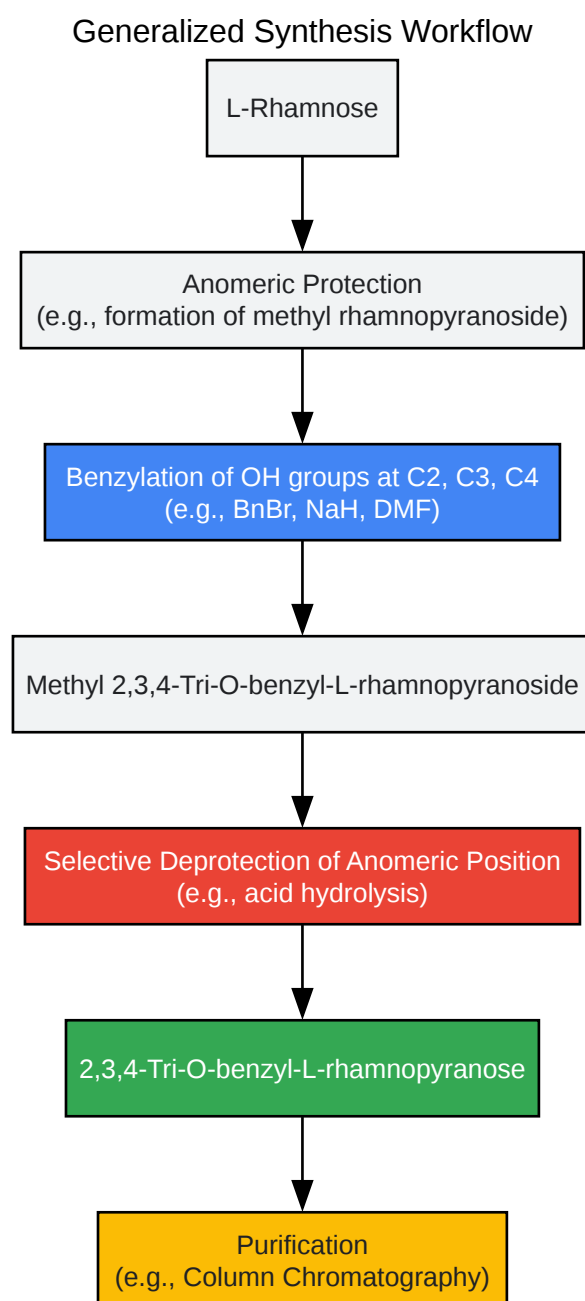 Generalized Synthesis Workflow
L-Rhamnose
Anomeric Protection
(e.g., formation of methyl rhamnopyranoside)
Benzylation of OH groups at C2, C3, C4
(e.g., BnBr, NaH, DMF)
Methyl 2,3,4-Tri-O-benzyl-L-rhamnopyranoside
Selective Deprotection of Anomeric Position
(e.g., acid hydrolysis)
2,3,4-Tri-O-benzyl-L-rhamnopyranose
Purification
(e.g., Column Chromatography)